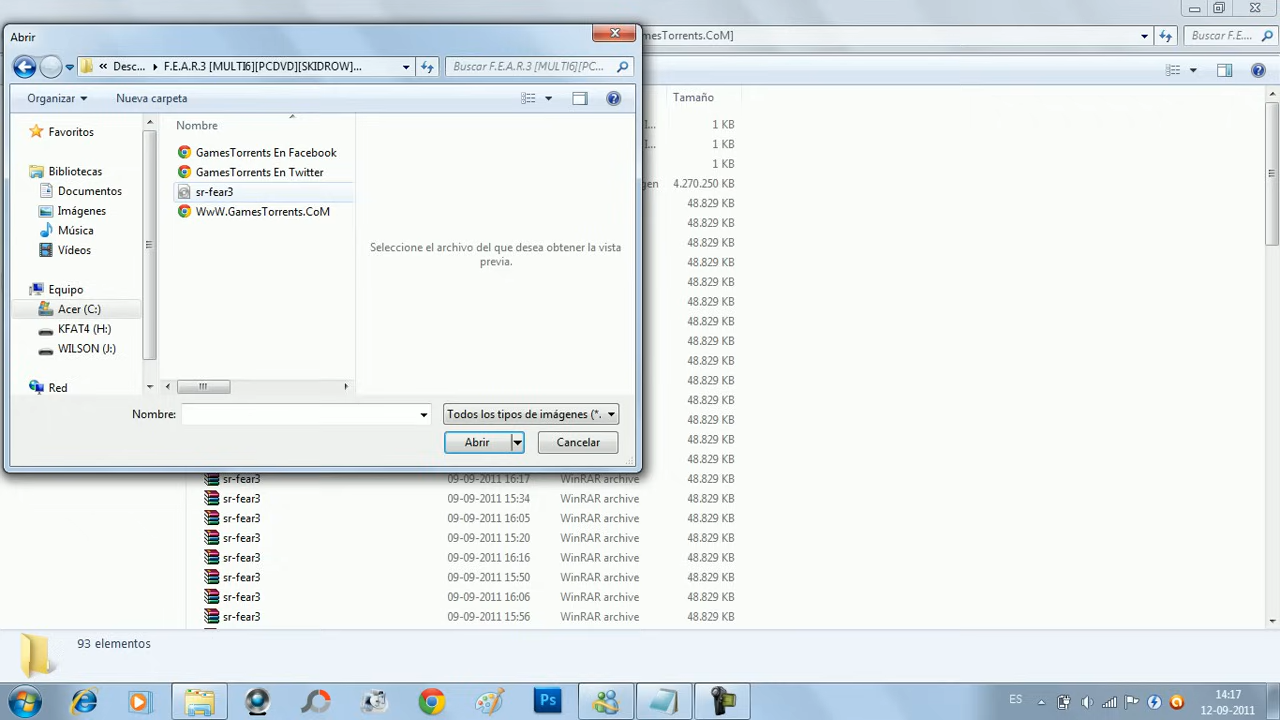 Abrir
esTorrents.CoM]
Buscar F.E....
« Desc... ▸ F.E.A.R.3 [MULTI6][PCDVD][SKIDROW]...
Buscar F.E.A.R.3 [MULTI6][PC...
Organizar
Nueva carpeta
Tamaño
Favoritos
Bibliotecas
Documentos
Imágenes
Música
Vídeos
Equipo
Acer (C:)
KFAT4 (H:)
WILSON (J:)
Red
Nombre
GamesTorrents En Facebook
GamesTorrents En Twitter
sr-fear3
WwW.GamesTorrents.CoM
Seleccione el archivo del que desea obtener la vista
previa.
Nombre:
Todos los tipos de imágenes (*.
Abrir
Cancelar
I... 1 KB
I... 1 KB
1 KB
gen 4.270.250 KB
48.829 KB
48.829 KB
48.829 KB
48.829 KB
48.829 KB
48.829 KB
48.829 KB
48.829 KB
48.829 KB
48.829 KB
48.829 KB
48.829 KB
48.829 KB
48.829 KB
sr-fear3 09-09-2011 16:17 WinRAR archive 48.829 KB
sr-fear3 09-09-2011 15:34 WinRAR archive 48.829 KB
sr-fear3 09-09-2011 16:05 WinRAR archive 48.829 KB
sr-fear3 09-09-2011 15:20 WinRAR archive 48.829 KB
sr-fear3 09-09-2011 16:16 WinRAR archive 48.829 KB
sr-fear3 09-09-2011 15:50 WinRAR archive 48.829 KB
sr-fear3 09-09-2011 16:06 WinRAR archive 48.829 KB
sr-fear3 09-09-2011 15:56 WinRAR archive 48.829 KB
93 elementos
Ps
ES
14:17
12-09-2011